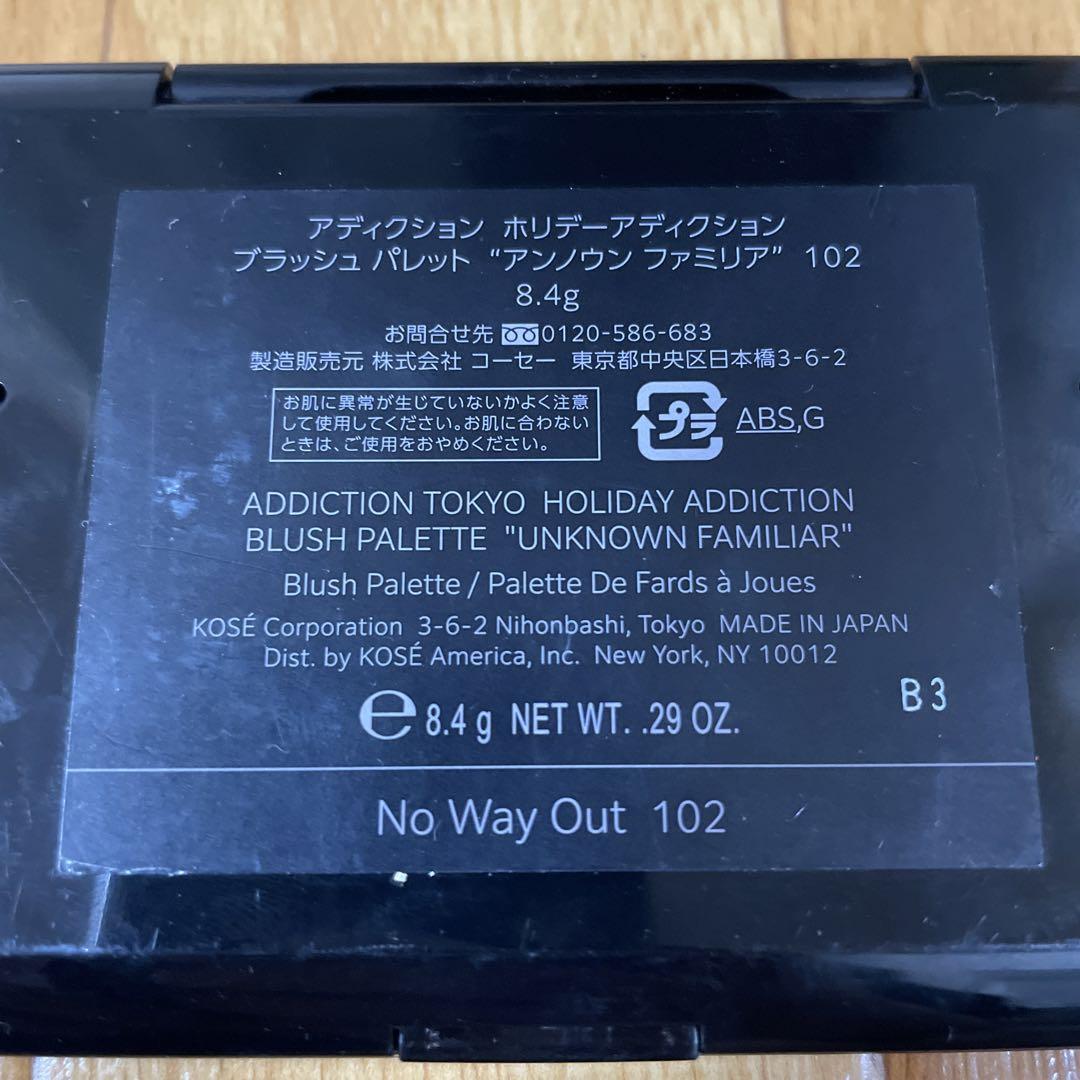 アディクション ホリデーアディクション
ブラッシュ パレット “アンノウン ファミリア” 102
8.4g
お問合せ先 0120-586-683
製造販売元 株式会社 コーセー 東京都中央区日本橋3-6-2
お肌に異常が生じていないかよく注意
して使用してください。お肌に合わない
ときは、ご使用をおやめください。
プラ ABS,G
ADDICTION TOKYO HOLIDAY ADDICTION
BLUSH PALETTE "UNKNOWN FAMILIAR"
Blush Palette / Palette De Fards à Joues
KOSÉ Corporation 3-6-2 Nihonbashi, Tokyo MADE IN JAPAN
Dist. by KOSÉ America, Inc. New York, NY 10012
℮ 8.4 g NET WT. .29 OZ.
B3
No Way Out 102